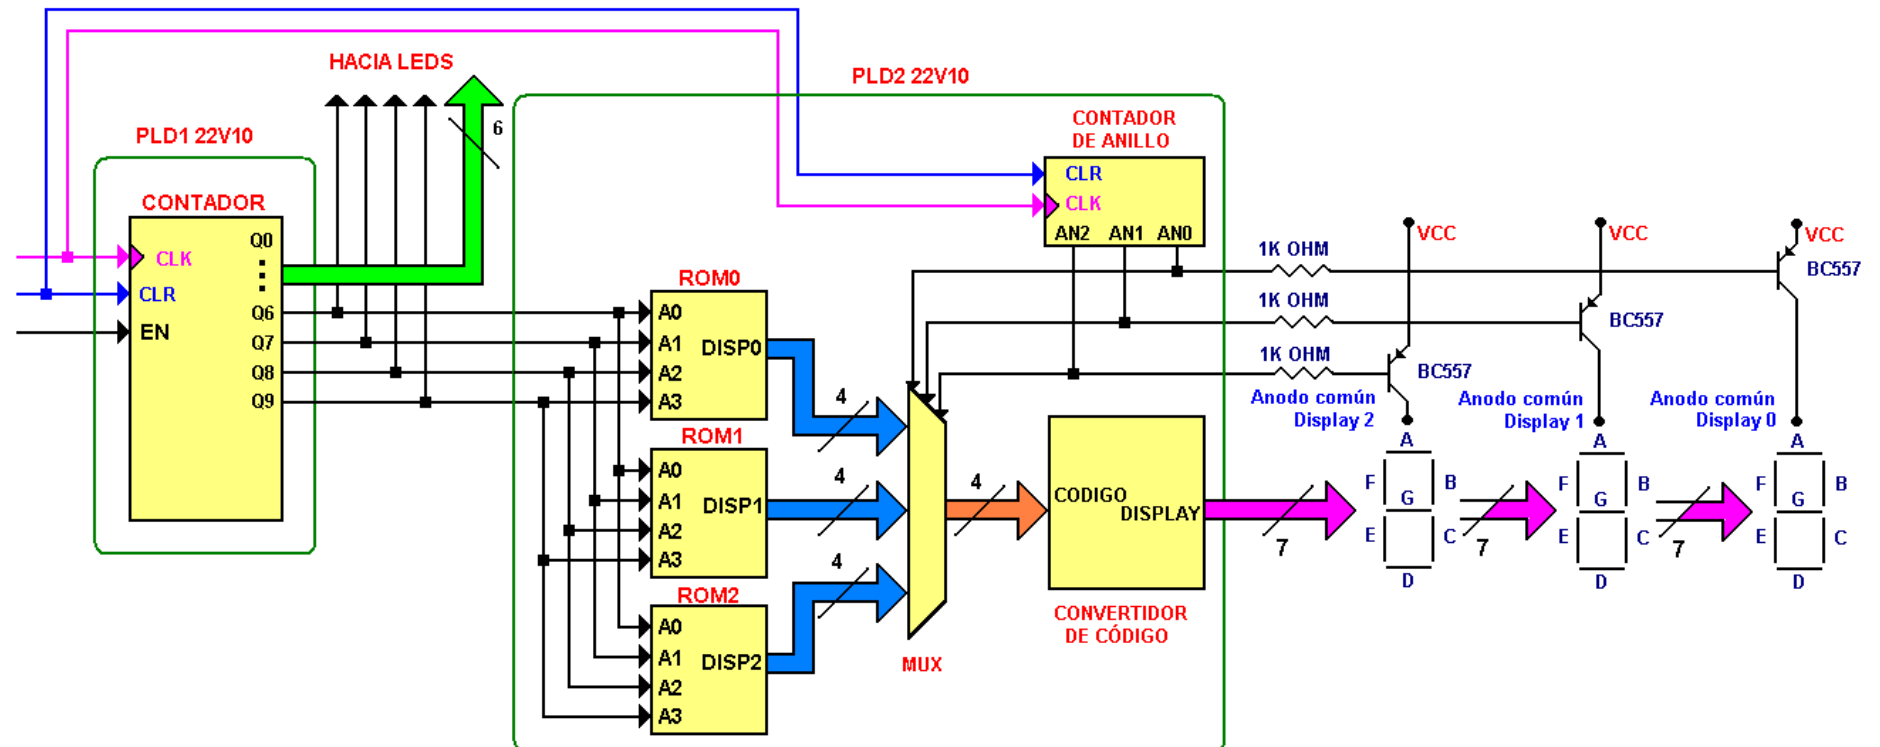 HACIA LEDS
6
PLD1 22V10
CONTADOR
Q0
CLK
CLR
Q6
EN
Q7
Q8
Q9
PLD2 22V10
CONTADOR
DE ANILLO
CLR
CLK
AN2 AN1 AN0
ROM0
A0
A1
DISP0
A2
A3
4
ROM1
A0
A1
DISP1
A2
A3
4
ROM2
A0
A1
DISP2
A2
A3
4
MUX
4
CODIGO
DISPLAY
CONVERTIDOR
DE CÓDIGO
7
1K OHM
1K OHM
1K OHM
VCC
BC557
Anodo común
Display 2
A
F B
G
E C
D
7
VCC
BC557
Anodo común
Display 1
A
F B
G
E C
D
7
VCC
BC557
Anodo común
Display 0
A
F B
G
E C
D